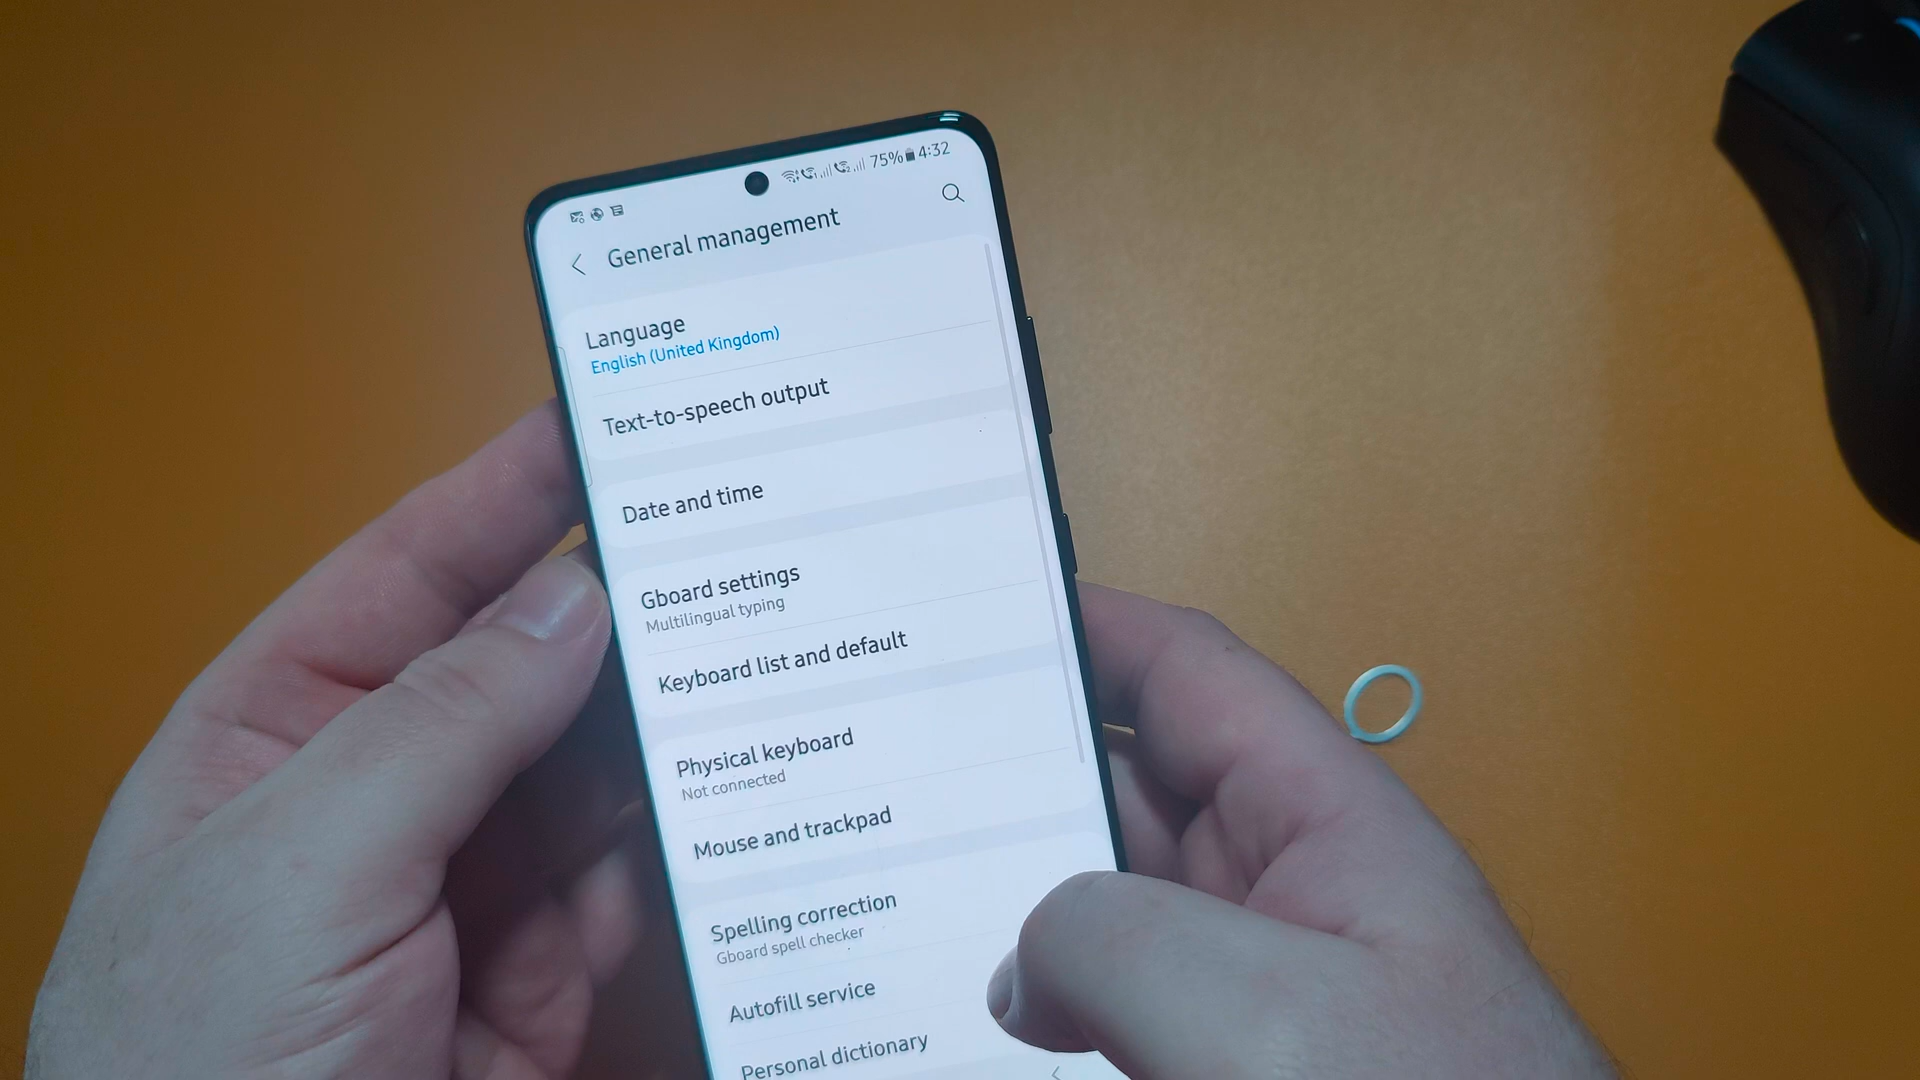 75% 4:32
General management
Language
English (United Kingdom)
Text-to-speech output
Date and time
Gboard settings
Multilingual typing
Keyboard list and default
Physical keyboard
Not connected
Mouse and trackpad
Spelling correction
Gboard spell checker
Autofill service
Personal dictionary